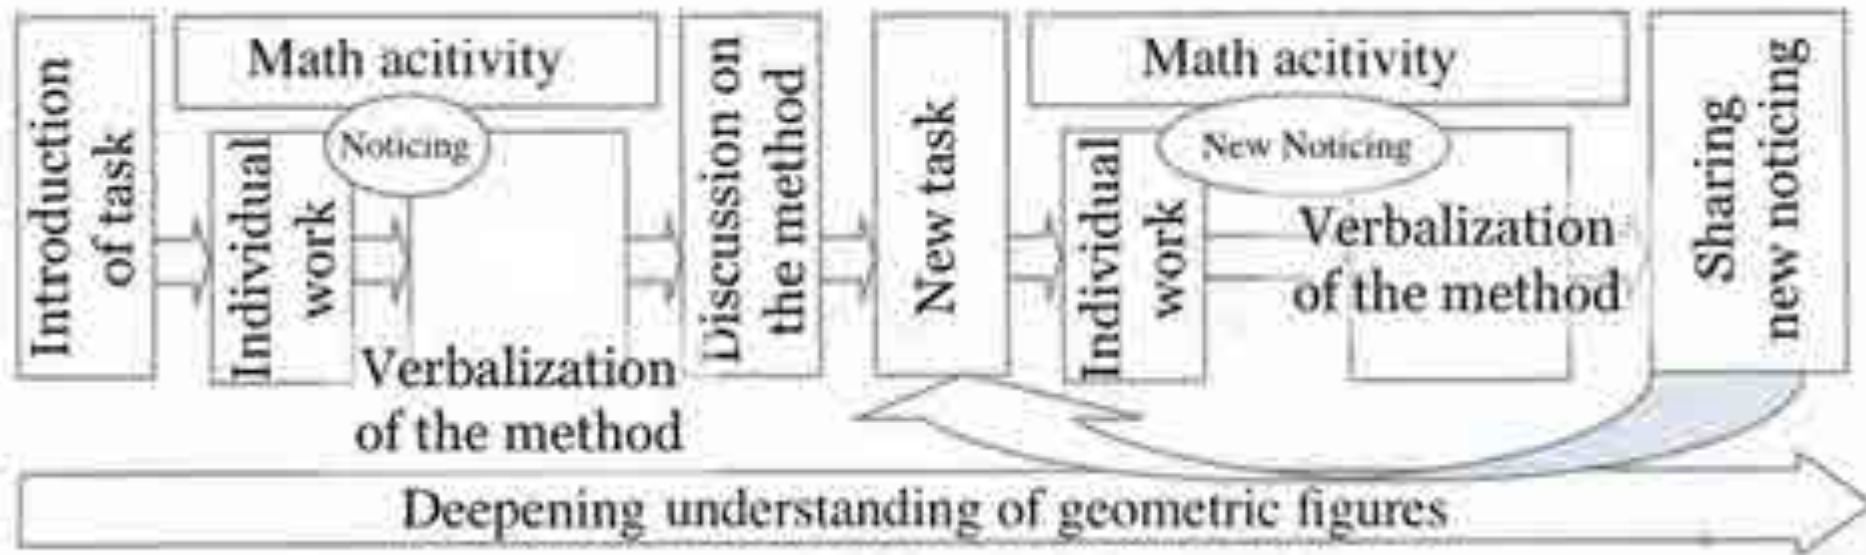 Introduction
of task
Math acitivity
Noticing
Individual
work
Verbalization
of the method
Discussion on
the method
New task
Math acitivity
New Noticing
Individual
work
Verbalization
of the method
Sharing
new noticing
Deepening understanding of geometric figures